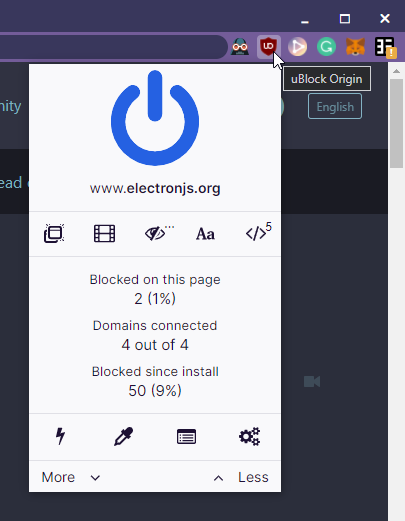 uBlock Origin
nity
English
ead
www.electronjs.org
...
Aa
</>5
Blocked on this page
2 (1%)
Domains connected
4 out of 4
Blocked since install
50 (9%)
More
Less